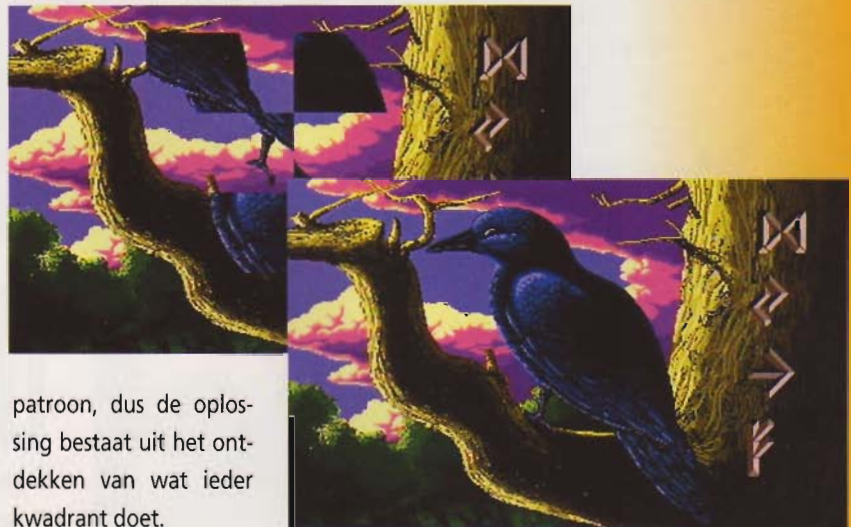 ᛞ
ᛃ
ᛞ
ᛃ
patroon, dus de oplos-
sing bestaat uit het ont-
dekken van wat ieder
kwadrant doet.